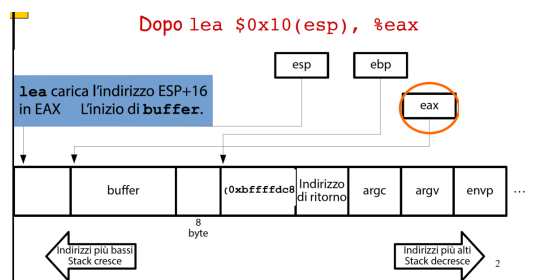 Dopo lea $0x10(esp), %eax
esp
ebp
lea carica l'indirizzo ESP+16
in EAX L'inizio di buffer.
eax
buffer
(0xbffffdc8
Indirizzo
di ritorno
argc
argv
envp
...
8
byte
Indirizzi più bassi
Stack cresce
Indirizzi più alti
Stack decresce
2